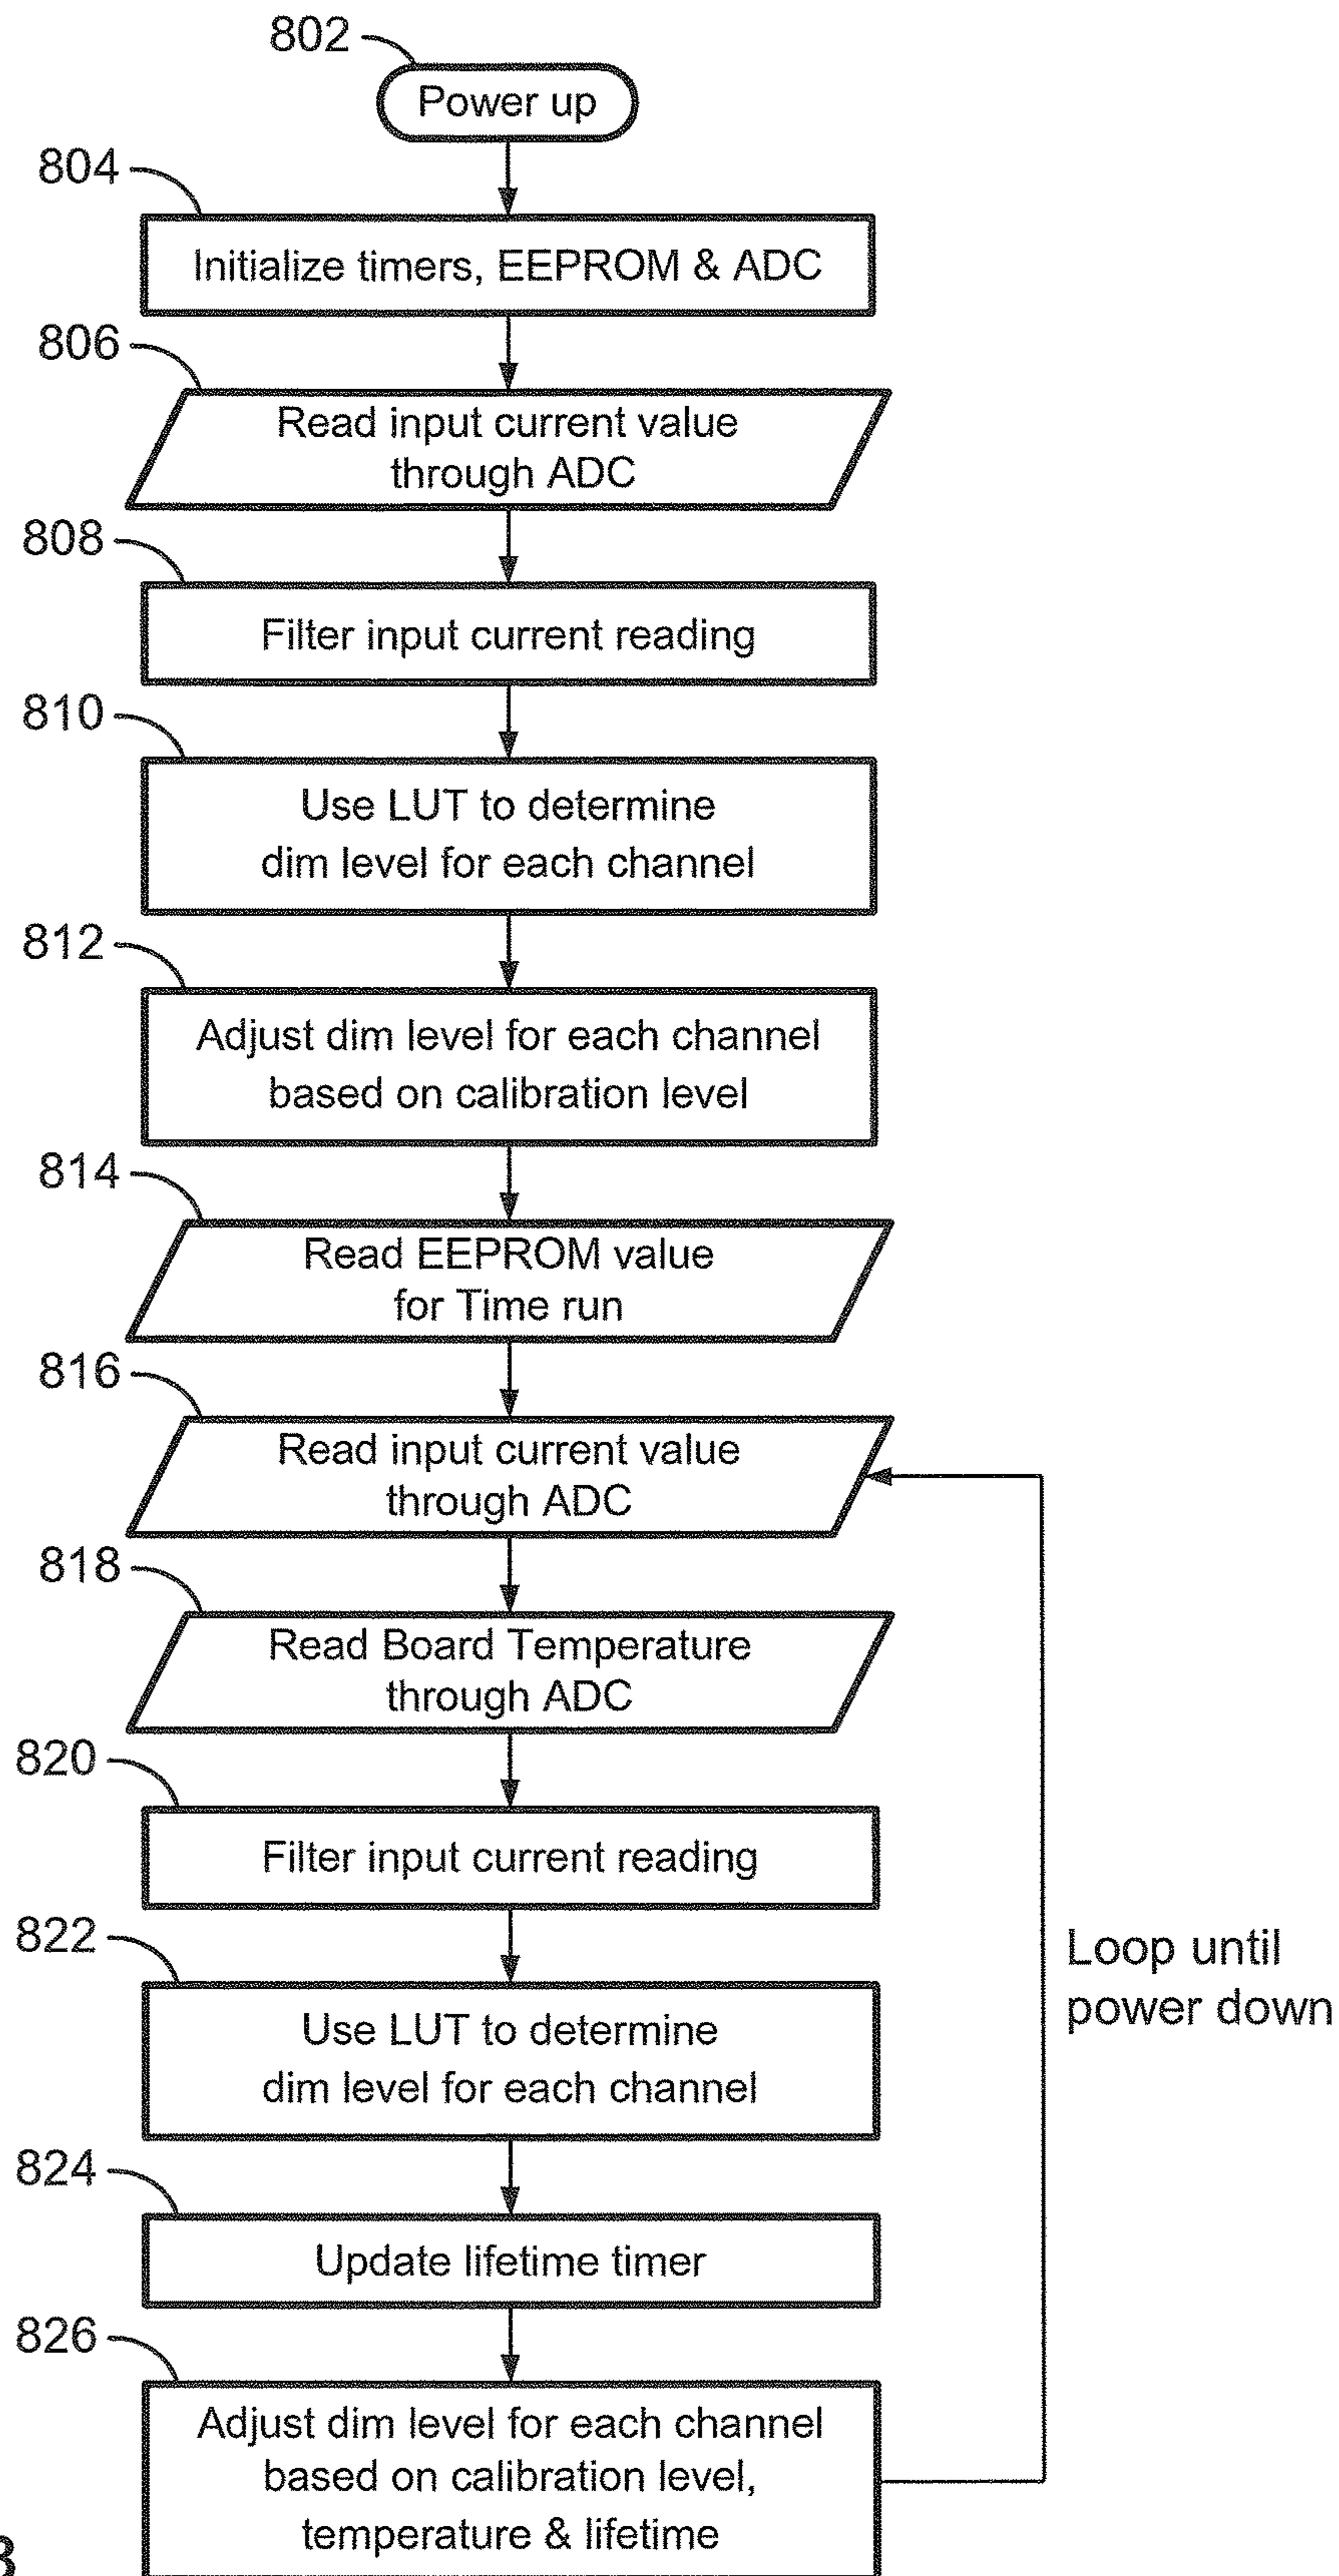 802
Power up
804
Initialize timers, EEPROM & ADC
806
Read input current value
through ADC
808
Filter input current reading
810
Use LUT to determine
dim level for each channel
812
Adjust dim level for each channel
based on calibration level
814
Read EEPROM value
for Time run
816
Read input current value
through ADC
818
Read Board Temperature
through ADC
820
Filter input current reading
822
Use LUT to determine
dim level for each channel
Loop until
power down
824
Update lifetime timer
826
Adjust dim level for each channel
based on calibration level,
temperature & lifetime